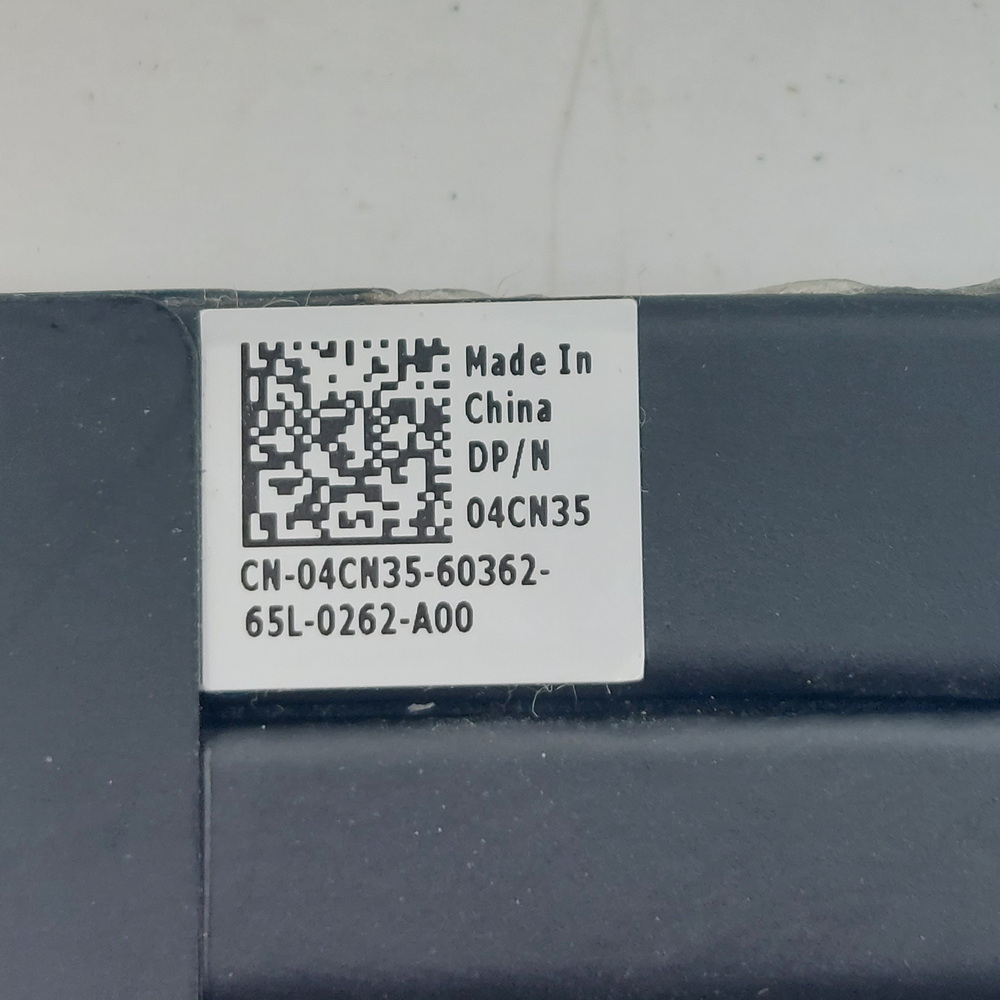 Made In
China
DP/N
04CN35
CN-04CN35-60362-
65L-0262-A00